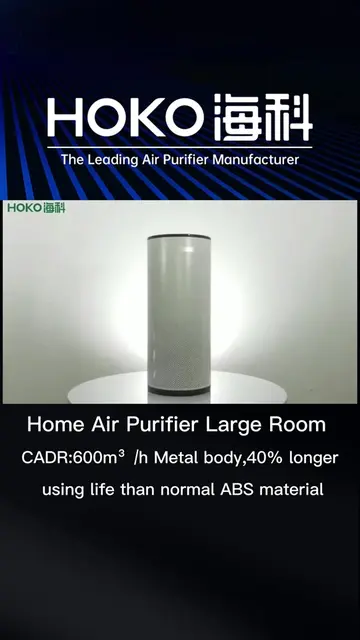 HOKO海科
The Leading Air Purifier Manufacturer
HOKO海科
Home Air Purifier Large Room
CADR:600m³ /h Metal body,40% longer
using life than normal ABS material